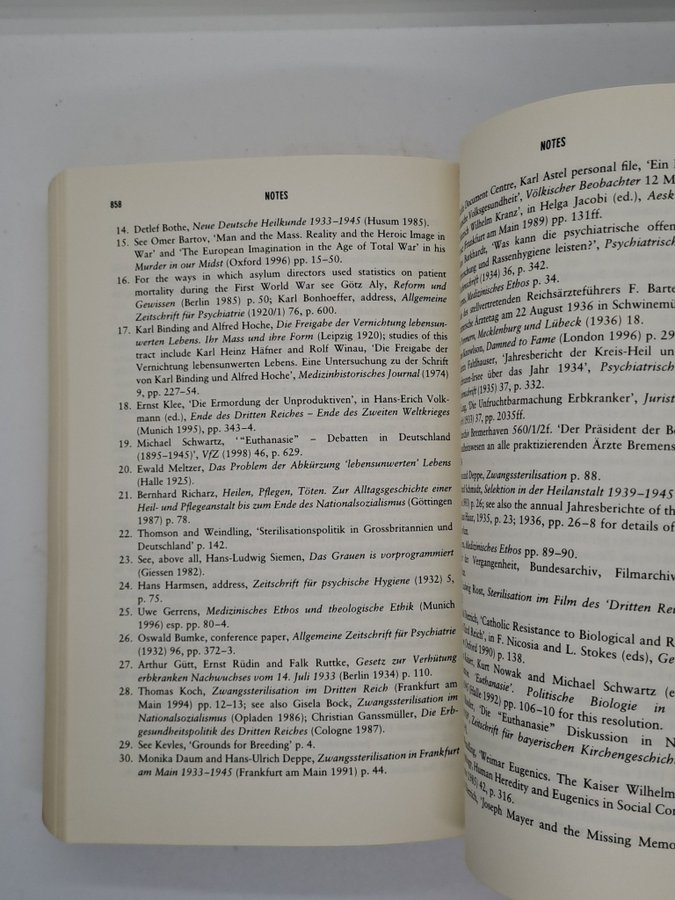 858
NOTES
14. Detlef Bothe, Neue Deutsche Heilkunde 1933–1945 (Husum 1985).
15. See Omer Bartov, ‘Man and the Mass. Reality and the Heroic Image in
War’ and ‘The European Imagination in the Age of Total War’ in his
Murder in our Midst (Oxford 1996) pp. 15–50.
16. For the ways in which asylum directors used statistics on patient
mortality during the First World War see Götz Aly, Reform und
Gewissen (Berlin 1985) p. 50; Karl Bonhoeffer, address, Allgemeine
Zeitschrift für Psychiatrie (1920/1) 76, p. 600.
17. Karl Binding and Alfred Hoche, Die Freigabe der Vernichtung lebensun-
werten Lebens. Ihr Mass und ihre Form (Leipzig 1920); studies of this
tract include Karl Heinz Häfner and Rolf Winau, ‘Die Freigabe der
Vernichtung lebensunwerten Lebens. Eine Untersuchung zu der Schrift
von Karl Binding und Alfred Hoche’, Medizinhistorisches Journal (1974)
9, pp. 227–54.
18. Ernst Klee, ‘Die Ermordung der Unproduktiven’, in Hans-Erich Volk-
mann (ed.), Ende des Dritten Reiches – Ende des Zweiten Weltkrieges
(Munich 1995), pp. 343–4.
19. Michael Schwartz, ‘“Euthanasie” – Debatten in Deutschland
(1895–1945)’, VfZ (1998) 46, p. 629.
20. Ewald Meltzer, Das Problem der Abkürzung ‘lebensunwerten’ Lebens
(Halle 1925).
21. Bernhard Richarz, Heilen, Pflegen, Töten. Zur Alltagsgeschichte einer
Heil- und Pflegeanstalt bis zum Ende des Nationalsozialismus (Göttingen
1987) p. 78.
22. Thomson and Weindling, ‘Sterilisationspolitik in Grossbritannien und
Deutschland’ p. 142.
23. See, above all, Hans-Ludwig Siemen, Das Grauen is vorprogrammiert
(Giessen 1982).
24. Hans Harmsen, address, Zeitschrift für psychische Hygiene (1932) 5,
p. 75.
25. Uwe Gerrens, Medizinisches Ethos und theologische Ethik (Munich
1996) esp. pp. 80–4.
26. Oswald Bumke, conference paper, Allgemeine Zeitschrift für Psychiatrie
(1932) 96, pp. 372–3.
27. Arthur Gütt, Ernst Rüdin and Falk Ruttke, Gesetz zur Verhütung
erbkranken Nachwuchses vom 14. Juli 1933 (Berlin 1934) p. 110.
28. Thomas Koch, Zwangssterilisation im Dritten Reich (Frankfurt am
Main 1994) pp. 12–13; see also Gisela Bock, Zwangssterilisation im
Nationalsozialismus (Opladen 1986); Christian Ganssmüller, Die Erb-
gesundheitspolitik des Dritten Reiches (Cologne 1987).
29. See Kevles, ‘Grounds for Breeding’ p. 4.
30. Monika Daum and Hans-Ulrich Deppe, Zwangssterilisation in Frankfurt
am Main 1933–1945 (Frankfurt am Main 1991) p. 44.
NOTES
Document Centre, Karl Astel personal file, ‘Ein
Volksgesundheit’, Völkischer Beobachter 12
Wilhelm Kranz’, in Helga Jacobi (ed.),
(Frankfurt am Main 1989) pp. 131ff.
‘Was kann die psychiatrische
und Rassenhygiene leisten?’,
(1934) 36, p. 342.
Medizinisches Ethos p. 34.
stellvertretenden Reichsärzteführers F.
Ärztetag am 22 August 1936 in
Mecklenburg und Lübeck (1936) 18.
Damned to Fame (London 1996) p.
Faltlhauser, ‘Jahresbericht der Kreis-Heil
über das Jahr 1934’,
(1935) 37, p. 332.
Die Unfruchtbarmachung Erbkranker’,
37, pp. 2035ff.
Bremerhaven 560/1/2f. ‘Der Präsident der
an alle praktizierenden Ärzte
Deppe, Zwangssterilisation p. 88.
Schmidt, Selektion in der Heilanstalt 1939–1945
p. 26; see also the annual Jahresberichte of
Haar, 1935, p. 23; 1936, pp. 26–8 for details of
Medizinisches Ethos pp. 89–90.
der Vergangenheit, Bundesarchiv,
Rost, Sterilisation im Film des ‘Dritten
‘Catholic Resistance to Biological and
Reich’, in F. Nicosia and L. Stokes (eds),
(Oxford 1990) p. 138.
Kurt Nowak and Michael Schwartz
‘Euthanasie’. Politische Biologie in
(Halle 1992) pp. 106–10 for this resolution.
‘Die “Euthanasie” Diskussion in
Zeitschrift für bayerischen
‘Weimar Eugenics. The Kaiser
Human Heredity and Eugenics in Social
42, p. 316.
‘Joseph Mayer and the Missing